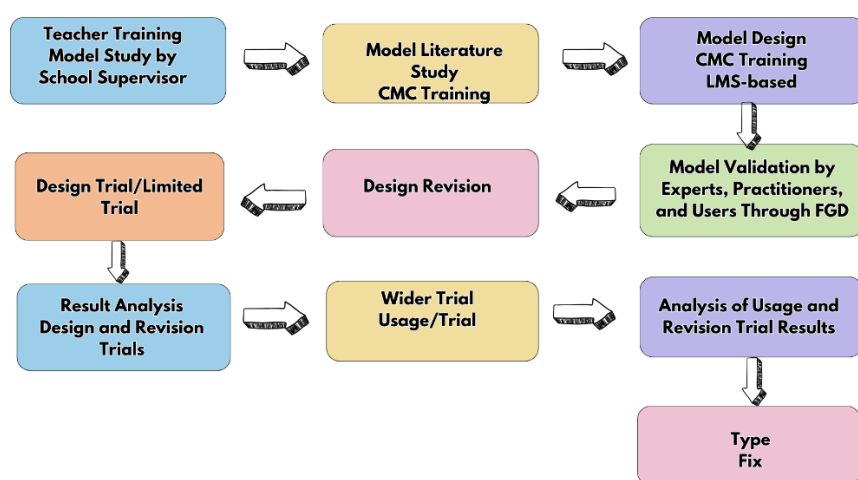 Teacher Training
Model Study by
School Supervisor
Model Literature
Study
CMC Training
Model Design
CMC Training
LMS-based
Model Validation by
Experts, Practitioners,
and Users Through FGD
Design Revision
Design Trial/Limited
Trial
Result Analysis
Design and Revision
Trials
Wider Trial
Usage/Trial
Analysis of Usage and
Revision Trial Results
Type
Fix